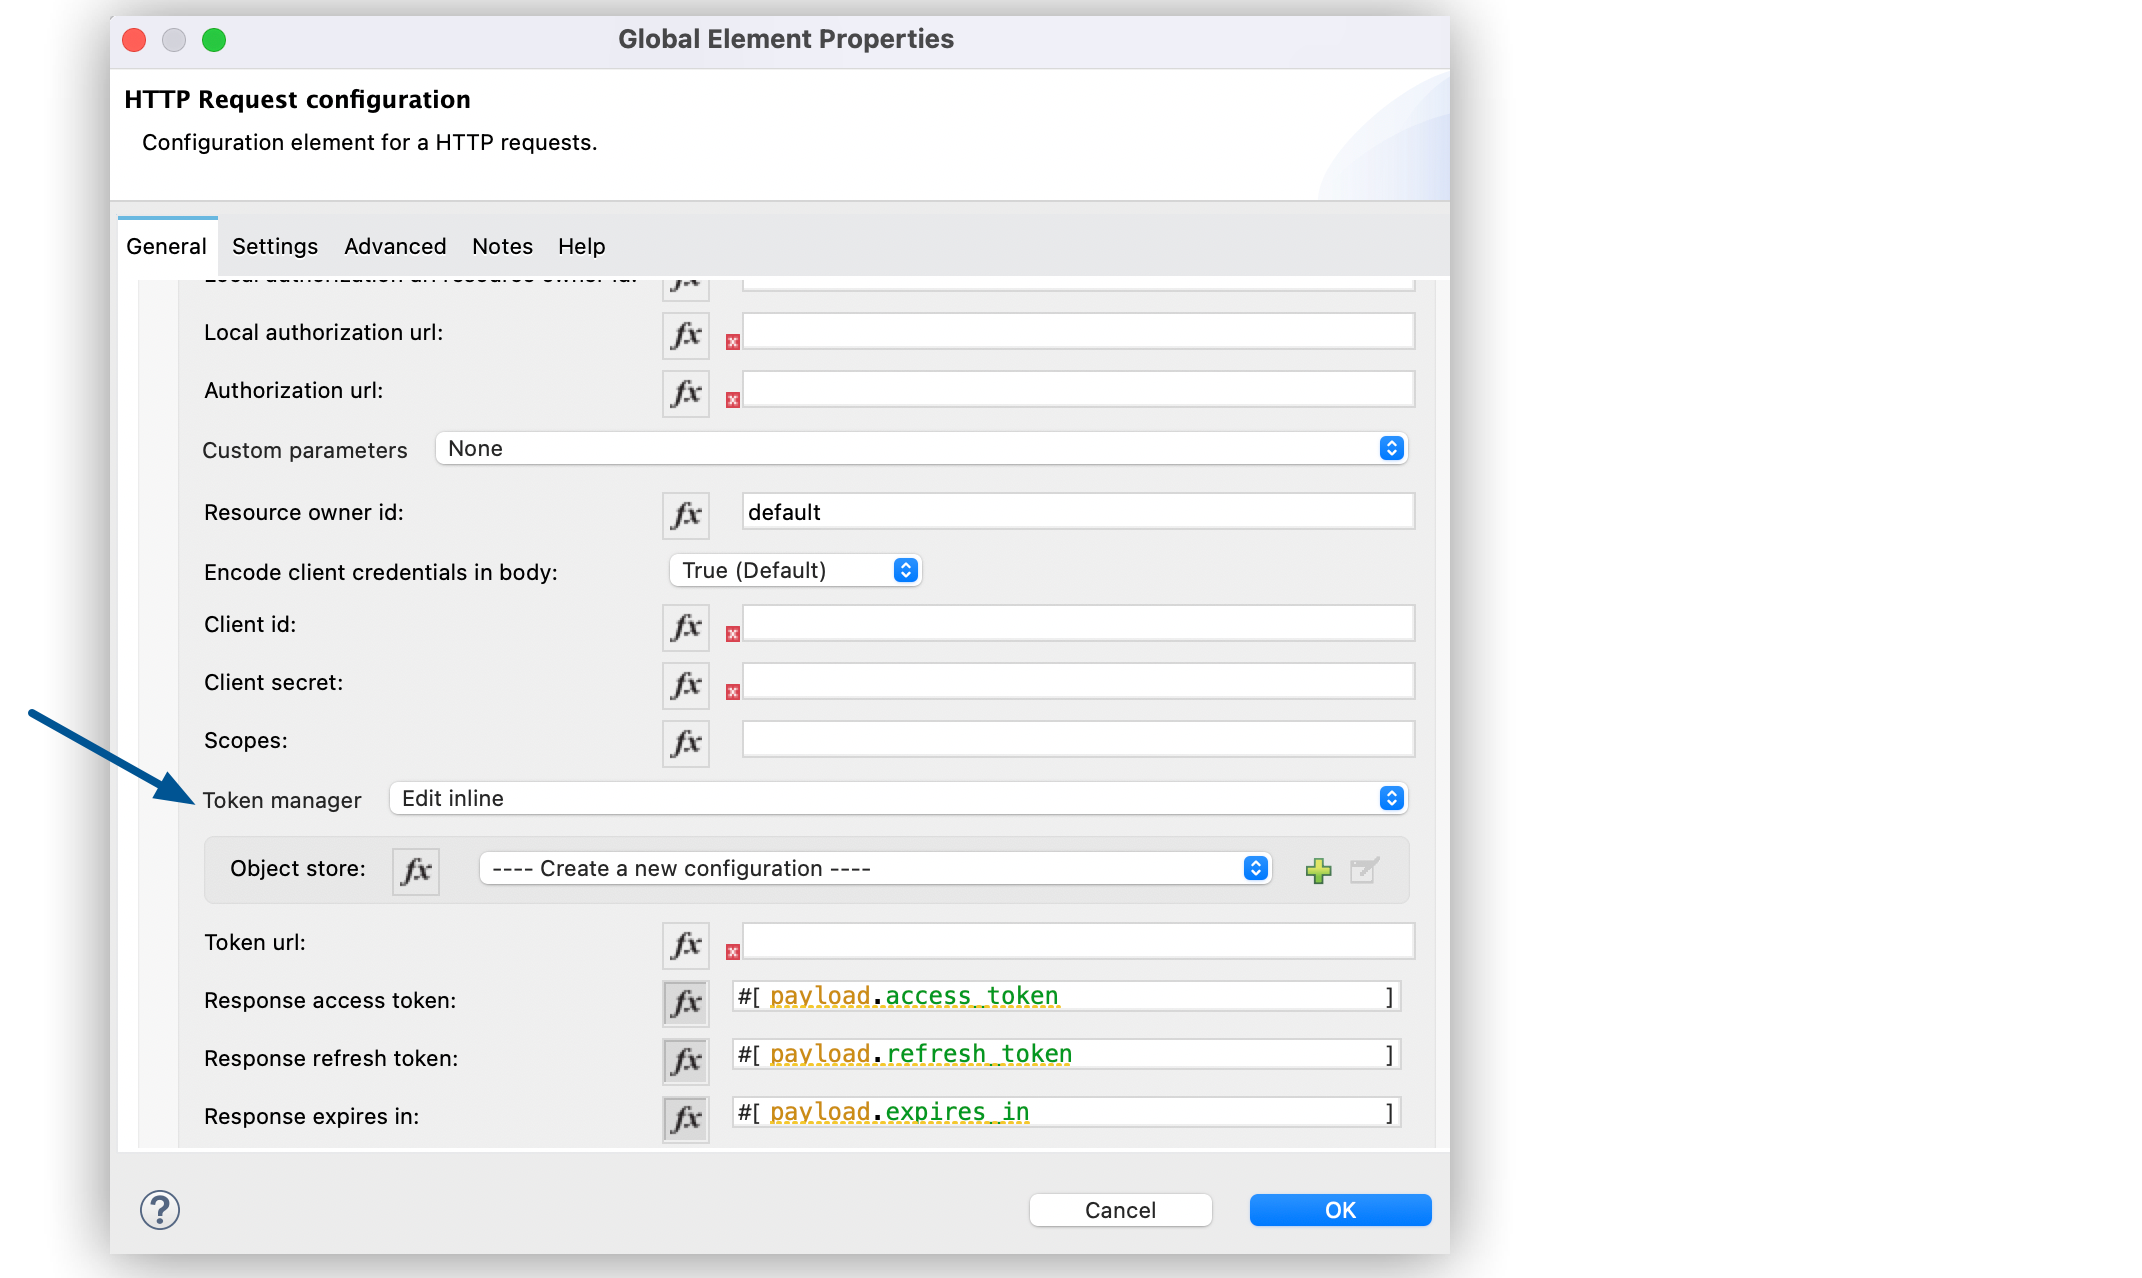 Global Element Properties
HTTP Request configuration
Configuration element for a HTTP requests.
General Settings Advanced Notes Help
Local authorization url:
Authorization url:
Custom parameters None
Resource owner id: fx default
Encode client credentials in body: True (Default)
Client id: fx
Client secret: fx
Scopes: fx
Token manager Edit inline
Object store: fx ---- Create a new configuration ----
Token url: fx
Response access token: fx #[ payload.access_token ]
Response refresh token: fx #[ payload.refresh_token ]
Response expires in: fx #[ payload.expires_in ]
? Cancel OK